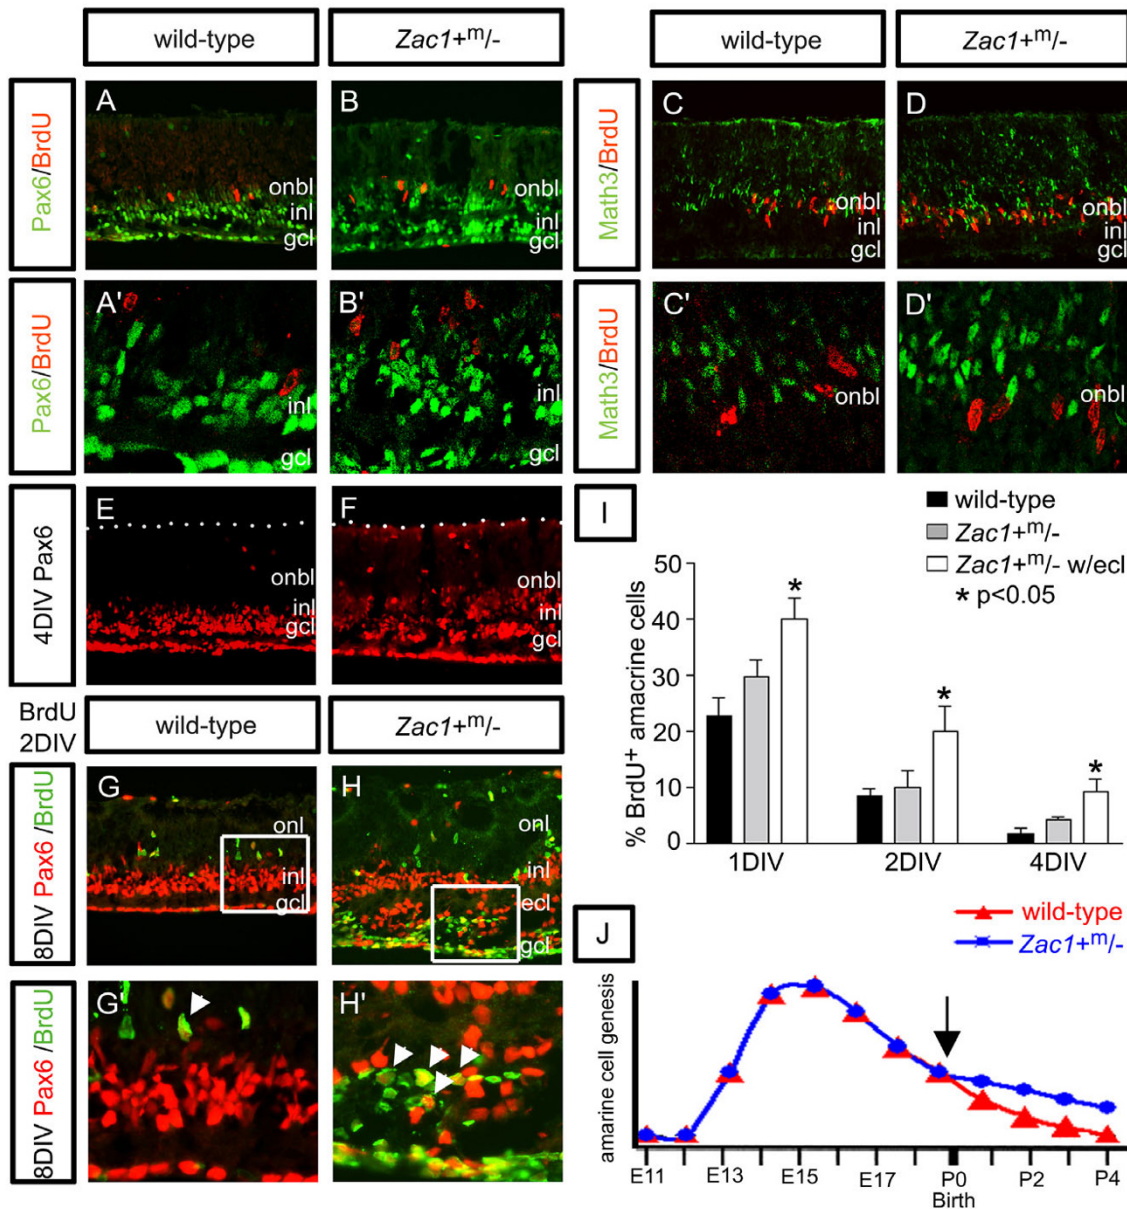 wild-type
Zac1+m/-
wild-type
Zac1+m/-
Pax6/BrdU
A
onbl
inl
gcl
B
onbl
inl
gcl
Math3/BrdU
C
onbl
inl
gcl
D
onbl
inl
gcl
Pax6/BrdU
A'
inl
gcl
B'
inl
gcl
Math3/BrdU
C'
onbl
D'
onbl
4DIV Pax6
E
onbl
inl
gcl
F
onbl
inl
gcl
I
wild-type
Zac1+m/-
Zac1+m/- w/ecl
* p<0.05
% BrdU+ amacrine cells
50
40
30
20
10
0
*
*
*
1DIV
2DIV
4DIV
BrdU
2DIV
wild-type
Zac1+m/-
8DIV Pax6 /BrdU
G
onl
inl
gcl
H
onl
inl
ecl
gcl
8DIV Pax6 /BrdU
G'
H'
J
wild-type
Zac1+m/-
amarine cell genesis
E11
E13
E15
E17
P0
P2
P4
Birth